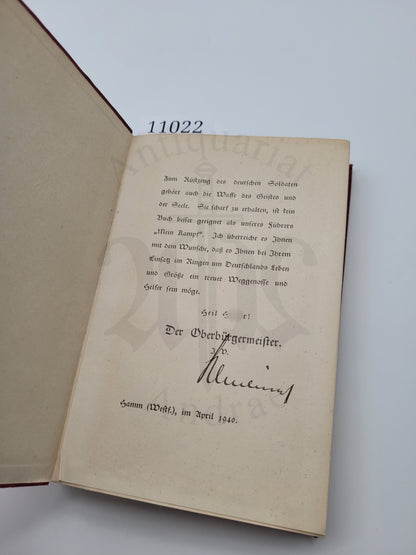 11022
Antiquariat
Zum Rüstzeug des deutschen Soldaten
gehört auch die Waffe des Geistes und
der Seele. Sie scharf zu erhalten, ist kein
Buch besser geeignet als unseres Führers
„Mein Kampf“. Ich überreiche es Ihnen
mit dem Wunsche, daß es Ihnen bei Ihrem
Einsatz im Ringen um Deutschlands Leben
und Größe ein treuer Weggenosse und
Helfer sein möge.
Heil H  r!
Der Oberbürgermeister.
J. V.
Hamm (Westf.), im April 1940.